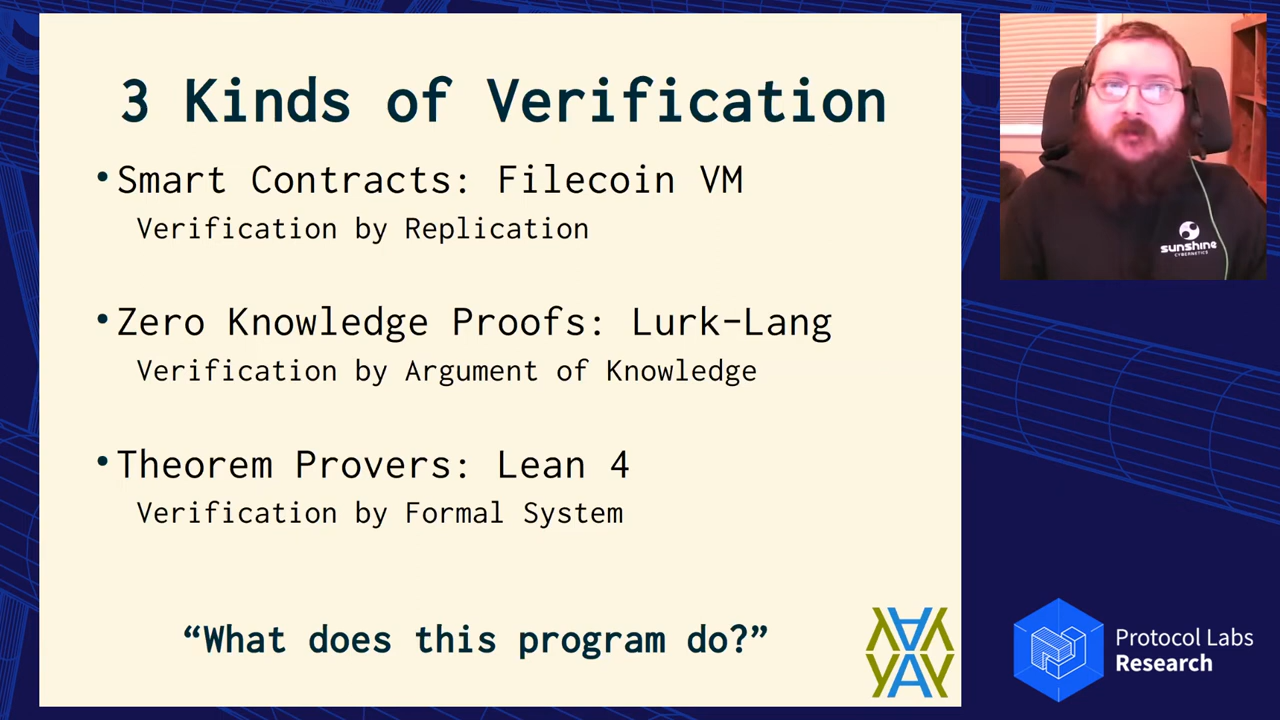 3 Kinds of Verification
•Smart Contracts: Filecoin VM
Verification by Replication
•Zero Knowledge Proofs: Lurk-Lang
Verification by Argument of Knowledge
•Theorem Provers: Lean 4
Verification by Formal System
“What does this program do?”
sunshine
CYBERNETICS
Protocol Labs
Research